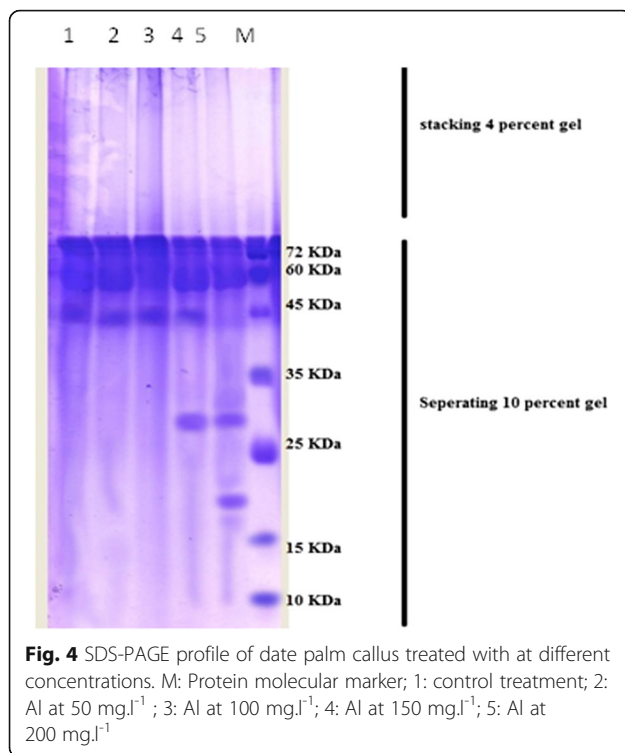 1 2 3 4 5 M
stacking 4 percent gel
72 KDa
60 KDa
45 KDa
35 KDa
Seperating 10 percent gel
25 KDa
15 KDa
10 KDa
Fig. 4 SDS-PAGE profile of date palm callus treated with at different
concentrations. M: Protein molecular marker; 1: control treatment; 2:
Al at 50 mg.l-1 ; 3: Al at 100 mg.l-1; 4: Al at 150 mg.l-1; 5: Al at
200 mg.l-1